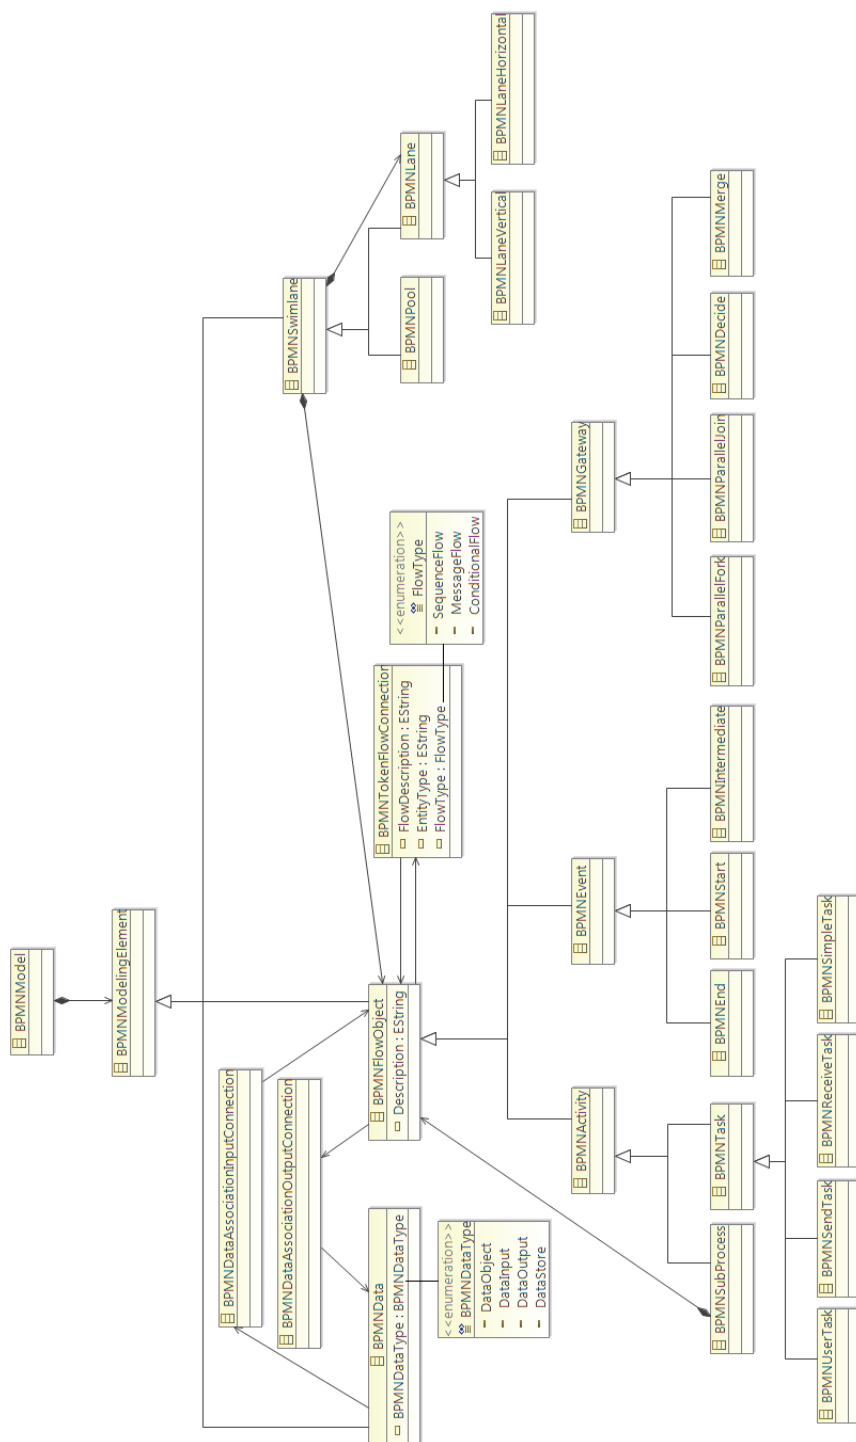 BPMNModel
BPMNModelingElement
BPMNDataAssociationInputConnection
BPMNDataAssociationOutputConnection
BPMNSwimlane
BPMNData
BPMNDataType : BPMNDataType
BPMNFlowObject
Description : EString
BPMNTokenFlowConnection
FlowDescription : EString
EntityType : EString
FlowType : FlowType
<<enumeration>>
FlowType
SequenceFlow
MessageFlow
ConditionalFlow
BPMNPool
BPMNLane
<<enumeration>>
BPMNDataType
DataObject
DataInput
DataOutput
DataStore
BPMNLaneVertical
BPMNLaneHorizontal
BPMNActivity
BPMNEvent
BPMNGateway
BPMNSubProcess
BPMNTask
BPMNEnd
BPMNStart
BPMNIntermediate
BPMNParallelFork
BPMNParallelJoin
BPMNDecide
BPMNMerge
BPMNUserTask
BPMNSendTask
BPMNReceiveTask
BPMNSimpleTask